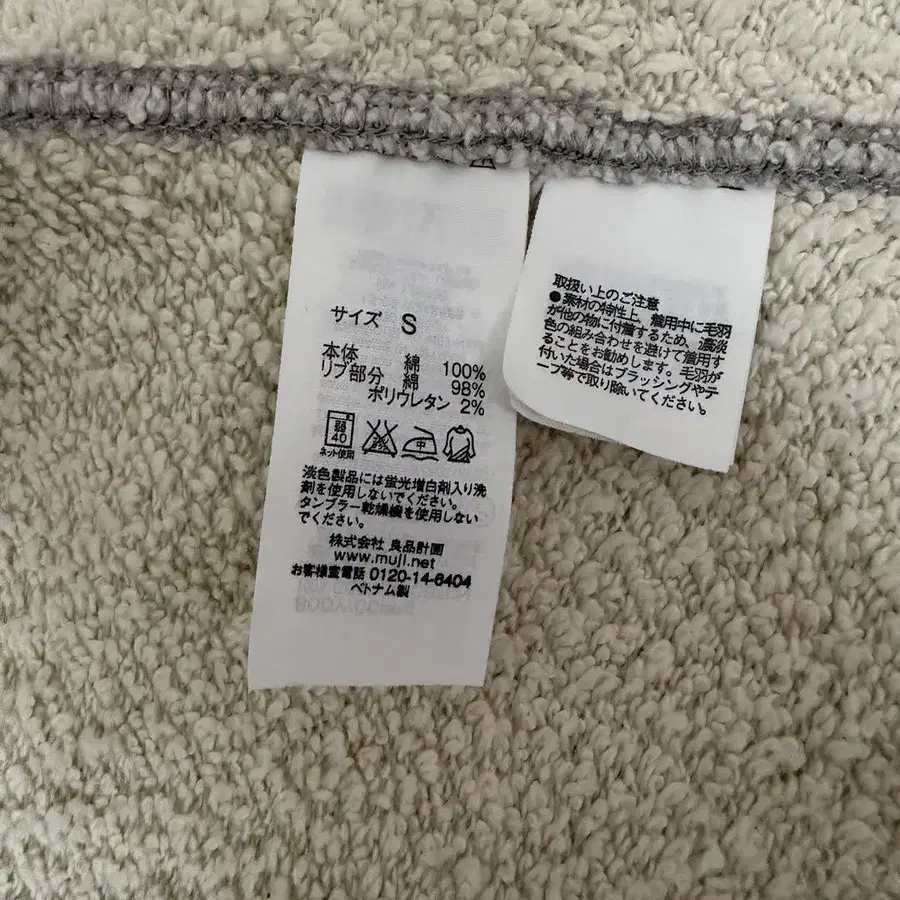 サイズ S
本体 綿 100%
リブ部分 綿 98%
ポリウレタン 2%
弱
40
ネット使用
中
淡色製品には蛍光増白剤入り洗
剤を使用しないでください。
タンブラー乾燥機を使用しない
でください。
株式会社 良品計画
www.muji.net
お客様室電話 0120-14-6404
ベトナム製
取扱い上のご注意
●素材の特性上、着用中に毛羽
が他の物に付着するため、濃淡
色の組み合わせを避けて着用す
ることをお勧めします。毛羽が
付いた場合はブラッシングやテ
ープ等で取り除いてください。